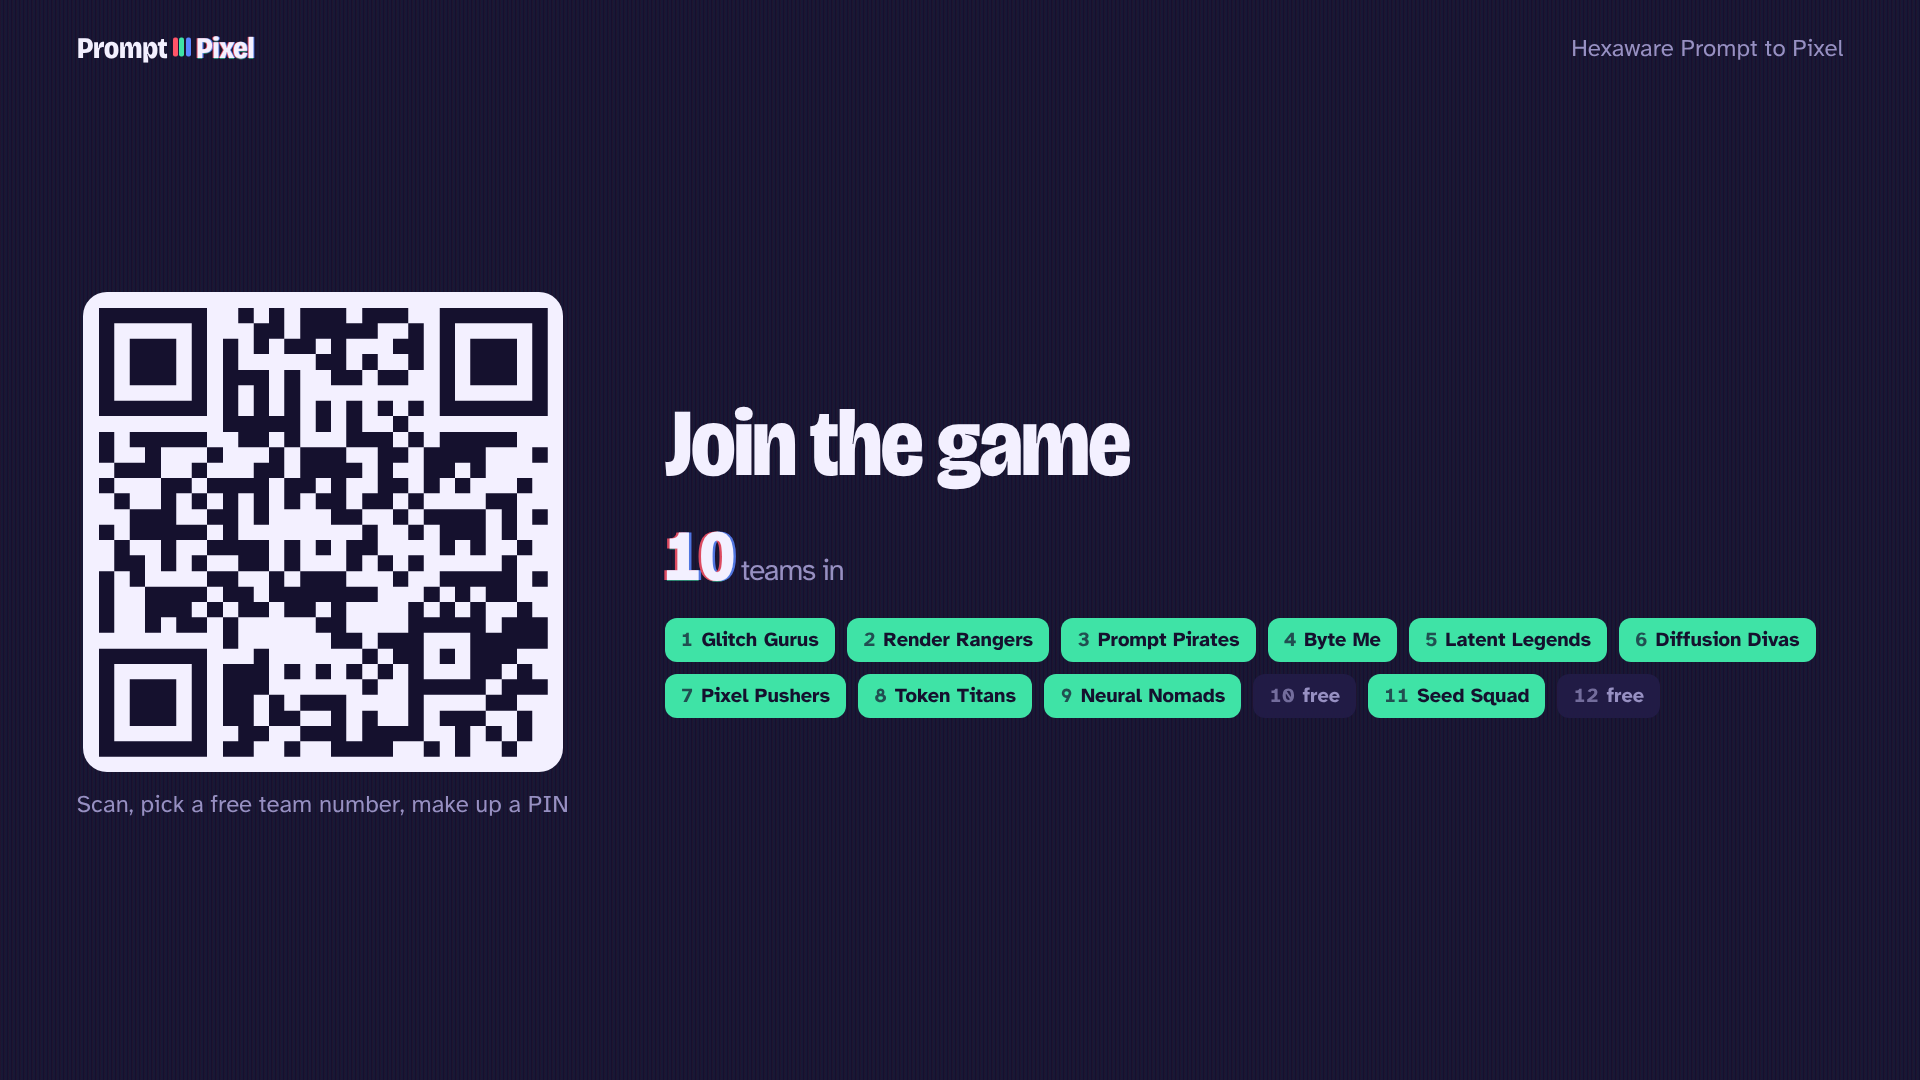 Prompt Pixel
Hexaware Prompt to Pixel
Join the game
10 teams in
1 Glitch Gurus 2 Render Rangers 3 Prompt Pirates 4 Byte Me 5 Latent Legends 6 Diffusion Divas
7 Pixel Pushers 8 Token Titans 9 Neural Nomads 10 free 11 Seed Squad 12 free
Scan, pick a free team number, make up a PIN